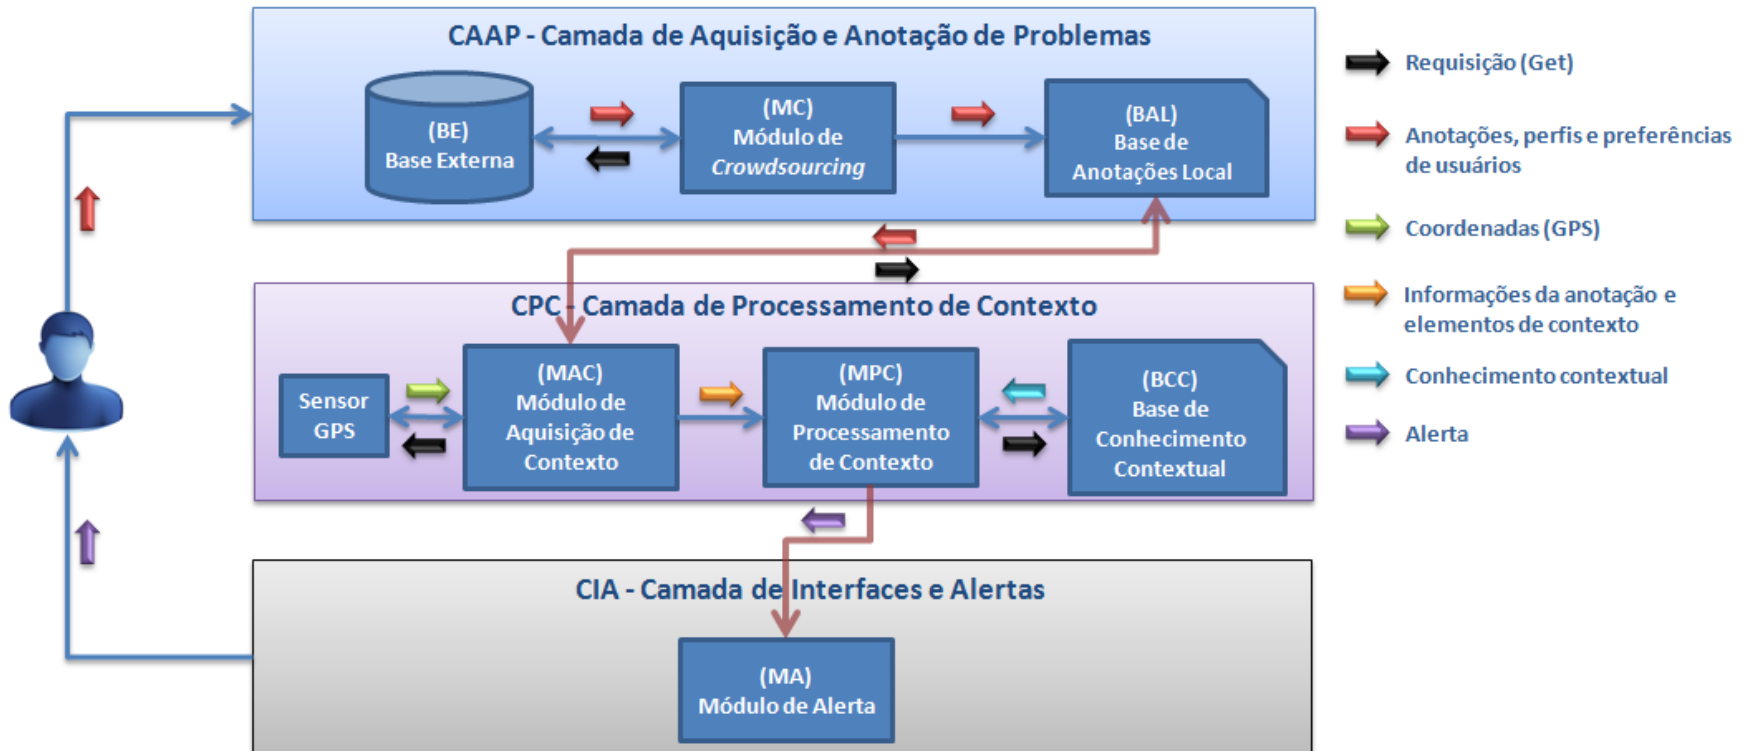 CAAP - Camada de Aquisição e Anotação de Problemas
(BE)
Base Externa
(MC)
Módulo de
Crowdsourcing
(BAL)
Base de
Anotações Local
CPC - Camada de Processamento de Contexto
Sensor
GPS
(MAC)
Módulo de
Aquisição de
Contexto
(MPC)
Módulo de
Processamento
de Contexto
(BCC)
Base de
Conhecimento
Contextual
CIA - Camada de Interfaces e Alertas
(MA)
Módulo de Alerta
Requisição (Get)
Anotações, perfis e preferências
de usuários
Coordenadas (GPS)
Informações da anotação e
elementos de contexto
Conhecimento contextual
Alerta